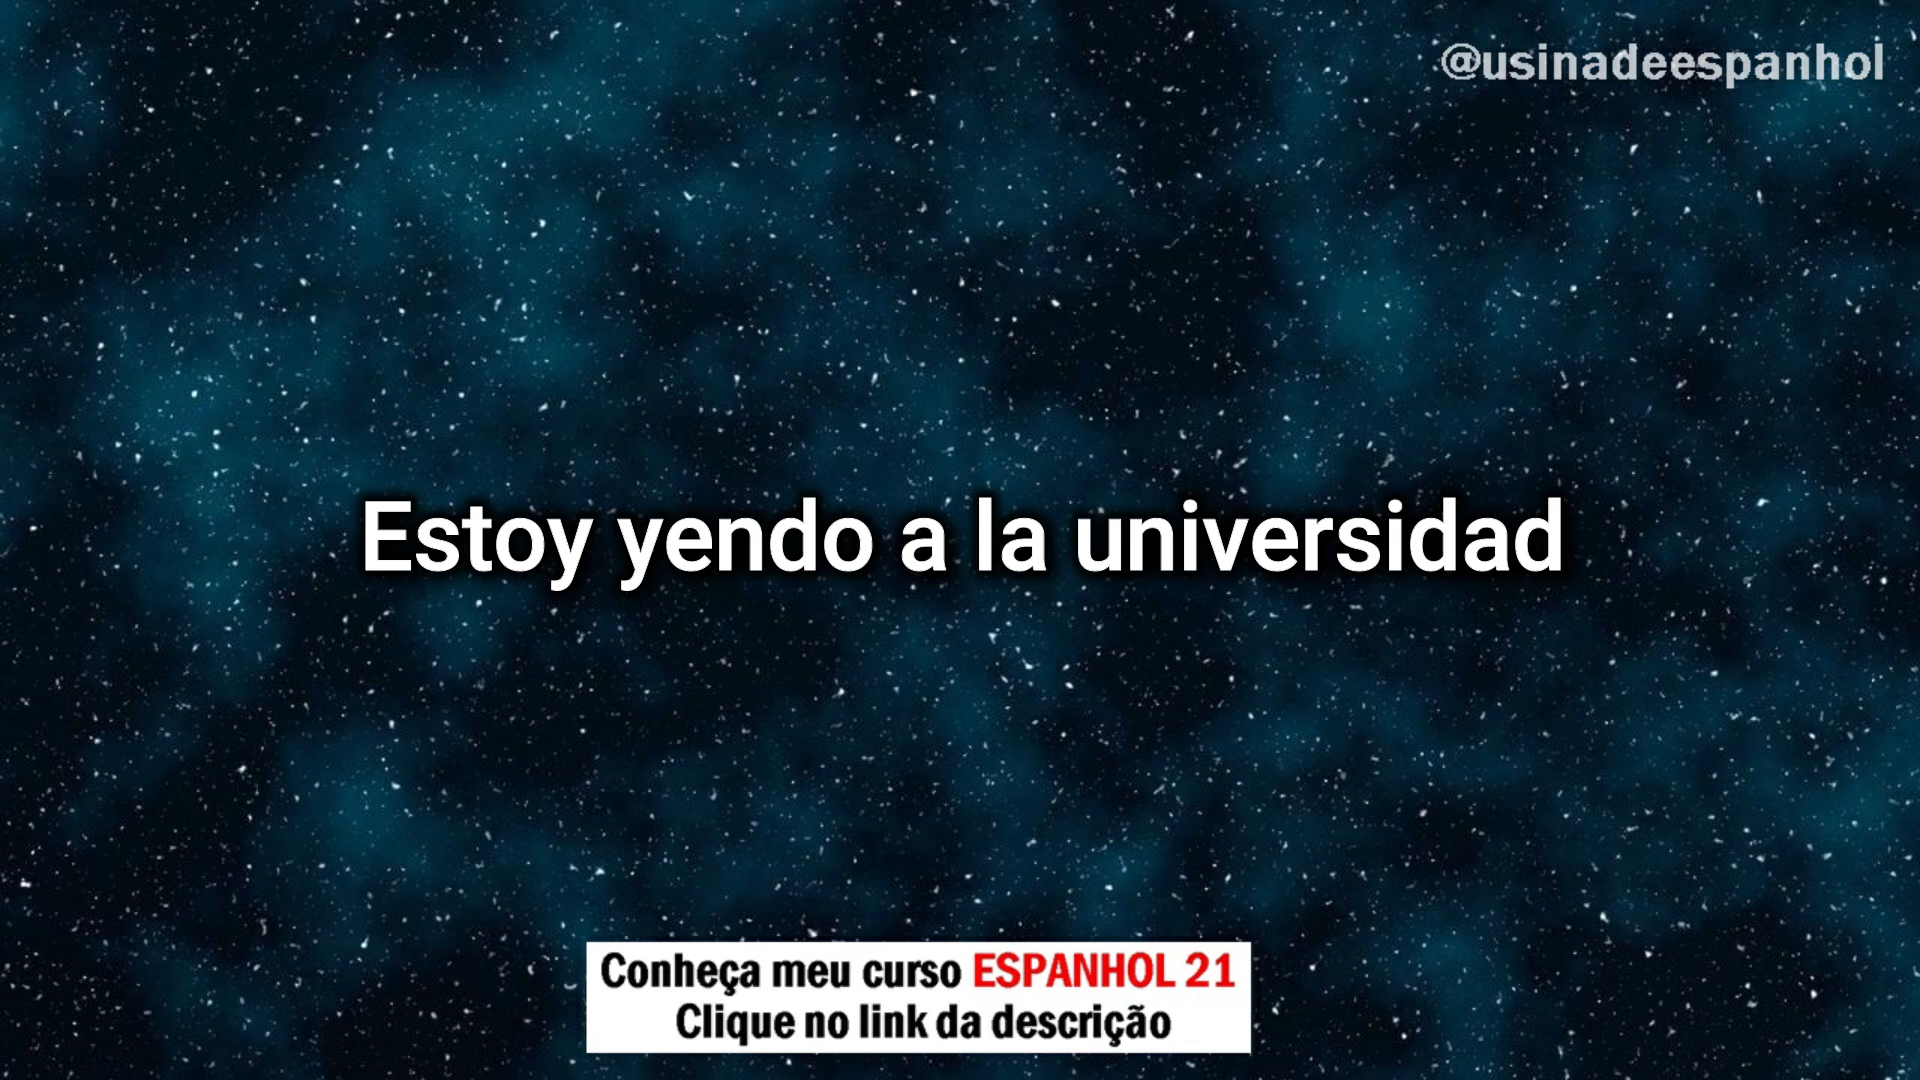 @usinadeespanhol
Estoy yendo a la universidad
Conheça meu curso ESPANHOL 21
Clique no link da descrição